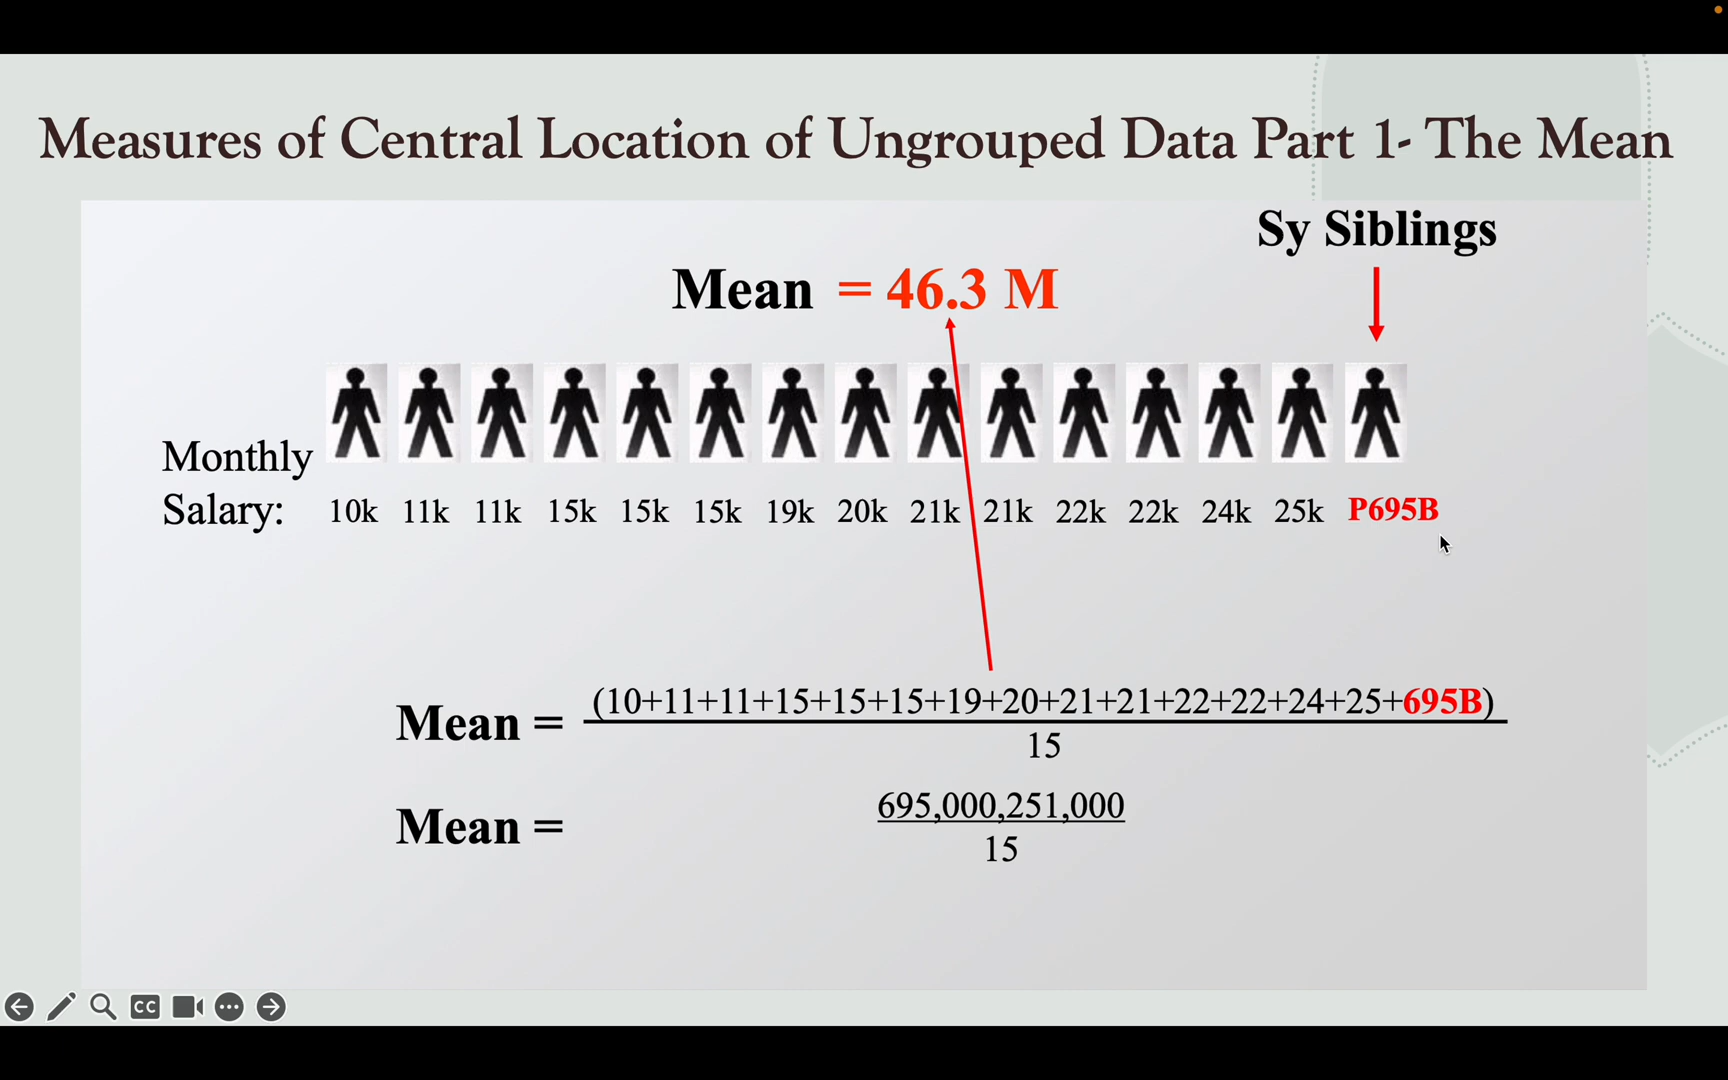 Measures of Central Location of Ungrouped Data Part 1- The Mean
Sy Siblings
Mean = 46.3 M
Monthly
Salary: 10k 11k 11k 15k 15k 15k 19k 20k 21k 21k 22k 22k 24k 25k P695B
Mean = (10+11+11+15+15+15+19+20+21+21+22+22+24+25+695B)
15
Mean = 695,000,251,000
15
CC